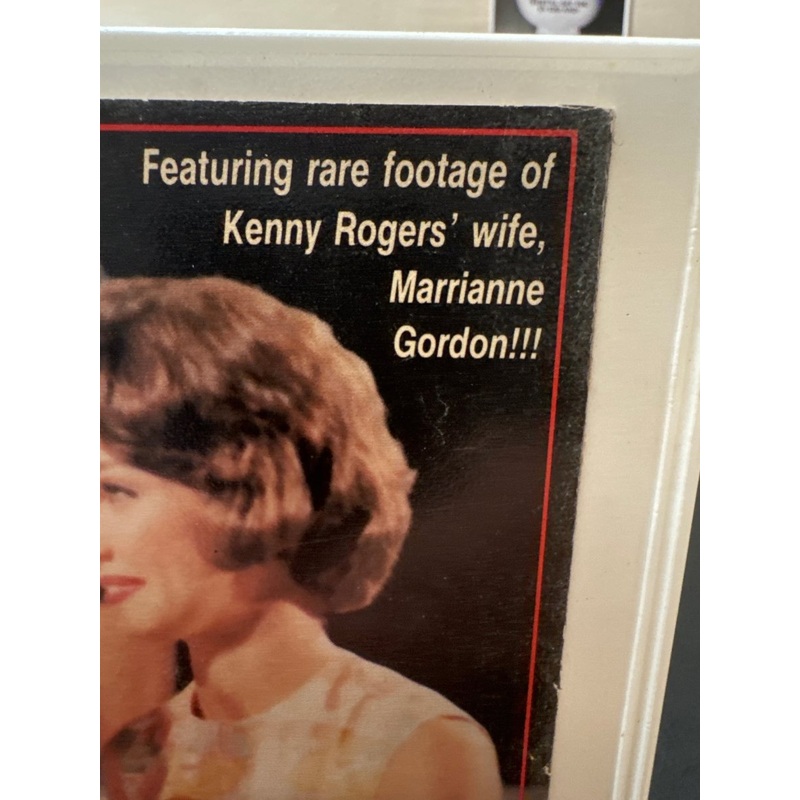 Featuring rare footage of
Kenny Rogers' wife,
Marrianne
Gordon!!!